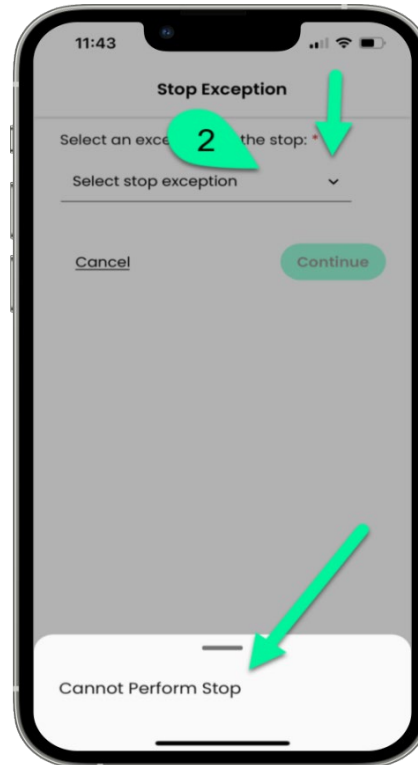 11:43
Stop Exception
Select an exce
2
the stop: *
Select stop exception
Cancel
Continue
Cannot Perform Stop